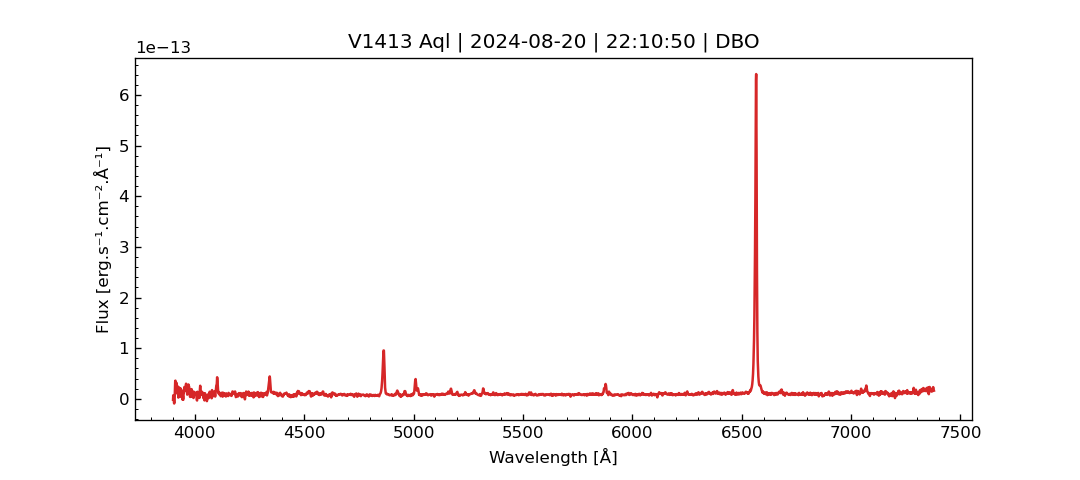 V1413 Aql | 2024-08-20 | 22:10:50 | DBO
1e−13
6
5
4
3
2
1
0
Flux [erg.s⁻¹.cm⁻².Å⁻¹]
4000 4500 5000 5500 6000 6500 7000 7500
Wavelength [Å]